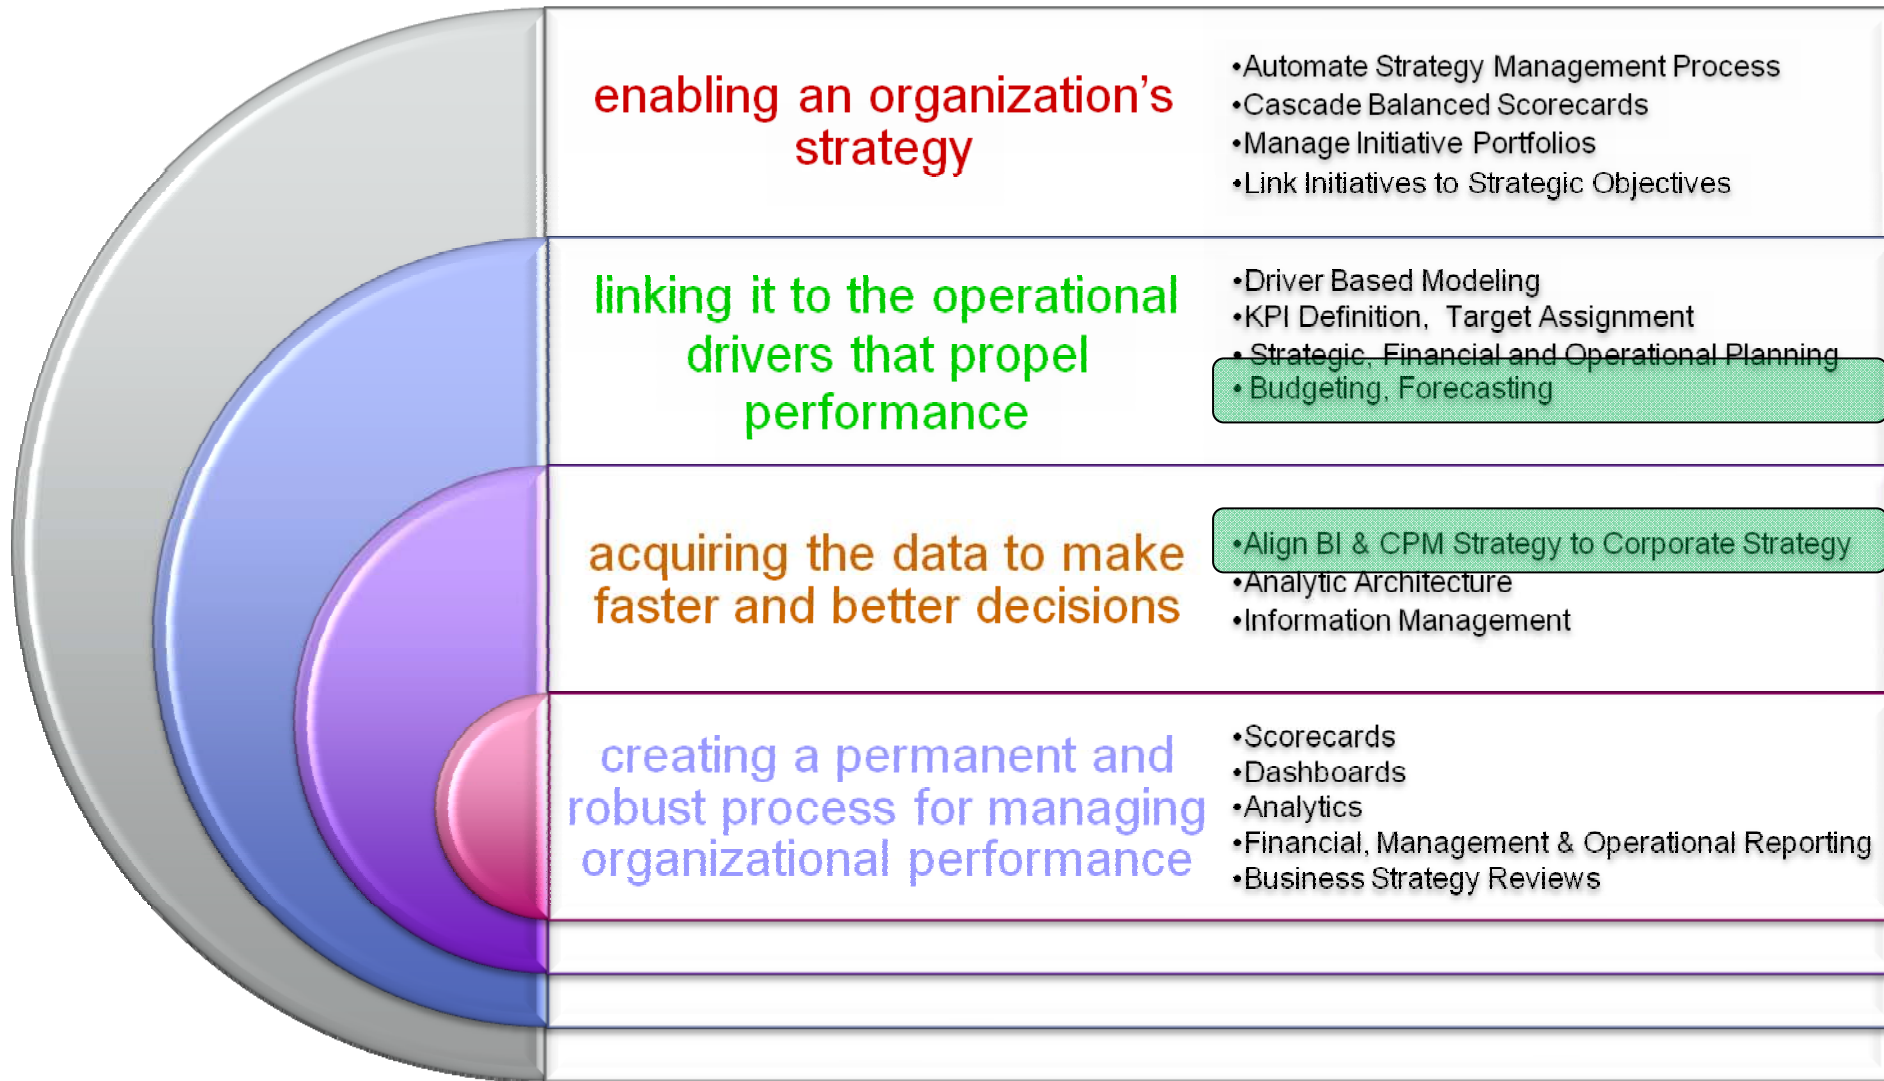 enabling an organization's
strategy
•Automate Strategy Management Process
•Cascade Balanced Scorecards
•Manage Initiative Portfolios
•Link Initiatives to Strategic Objectives
linking it to the operational
drivers that propel
performance
•Driver Based Modeling
•KPI Definition, Target Assignment
• Strategic, Financial and Operational Planning
• Budgeting, Forecasting
acquiring the data to make
faster and better decisions
•Align BI & CPM Strategy to Corporate Strategy
•Analytic Architecture
•Information Management
creating a permanent and
robust process for managing
organizational performance
•Scorecards
•Dashboards
•Analytics
•Financial, Management & Operational Reporting
•Business Strategy Reviews